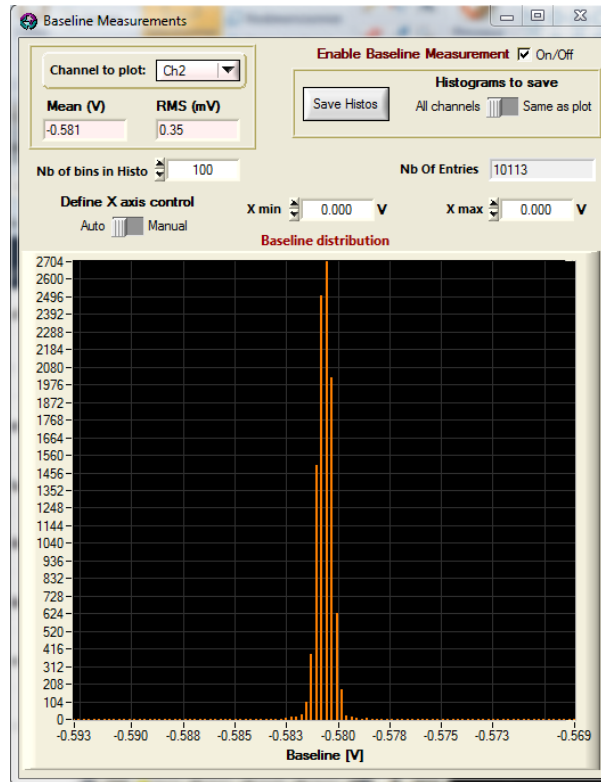 Baseline Measurements
Enable Baseline Measurement On/Off
Channel to plot: Ch2
Mean (V) RMS (mV)
-0.581 0.35
Histograms to save
Save Histos All channels Same as plot
Nb of bins in Histo 100
Nb Of Entries 10113
Define X axis control
Auto Manual
X min 0.000 V X max 0.000 V
Baseline distribution
2704
2600
2496
2392
2288
2184
2080
1976
1872
1768
1664
1560
1456
1352
1248
1144
1040
936
832
728
624
520
416
312
208
104
0
-0.593 -0.590 -0.588 -0.585 -0.583 -0.580 -0.578 -0.575 -0.573 -0.569
Baseline [V]